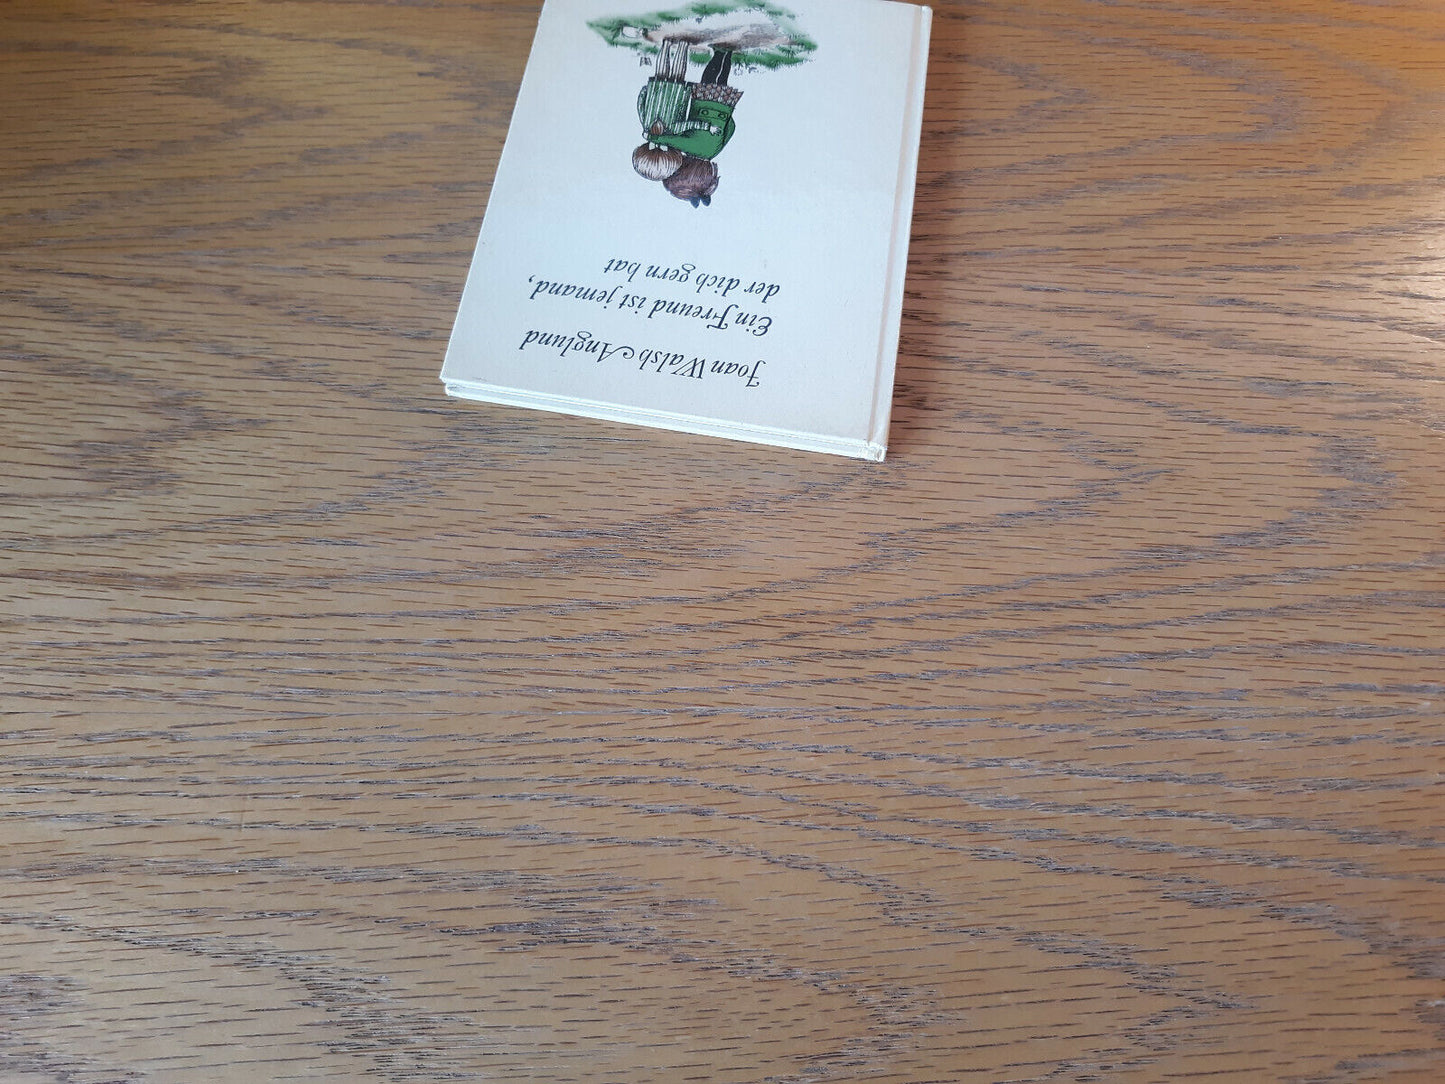 Joan Walsh Anglund
Ein Freund ist jemand,
der dich gern hat